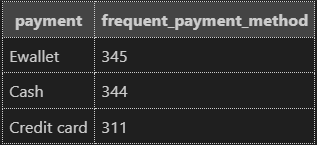 payment frequent_payment_method
Ewallet 345
Cash 344
Credit card 311